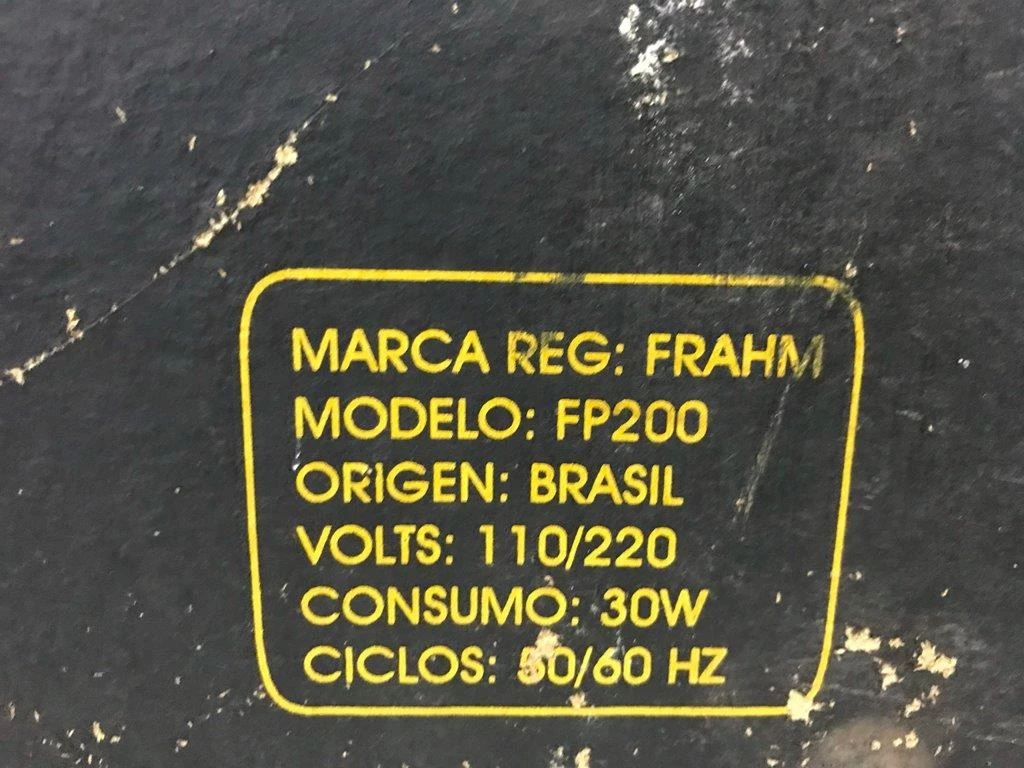 MARCA REG: FRAHM
MODELO: FP200
ORIGEN: BRASIL
VOLTS: 110/220
CONSUMO: 30W
CICLOS: 50/60 HZ